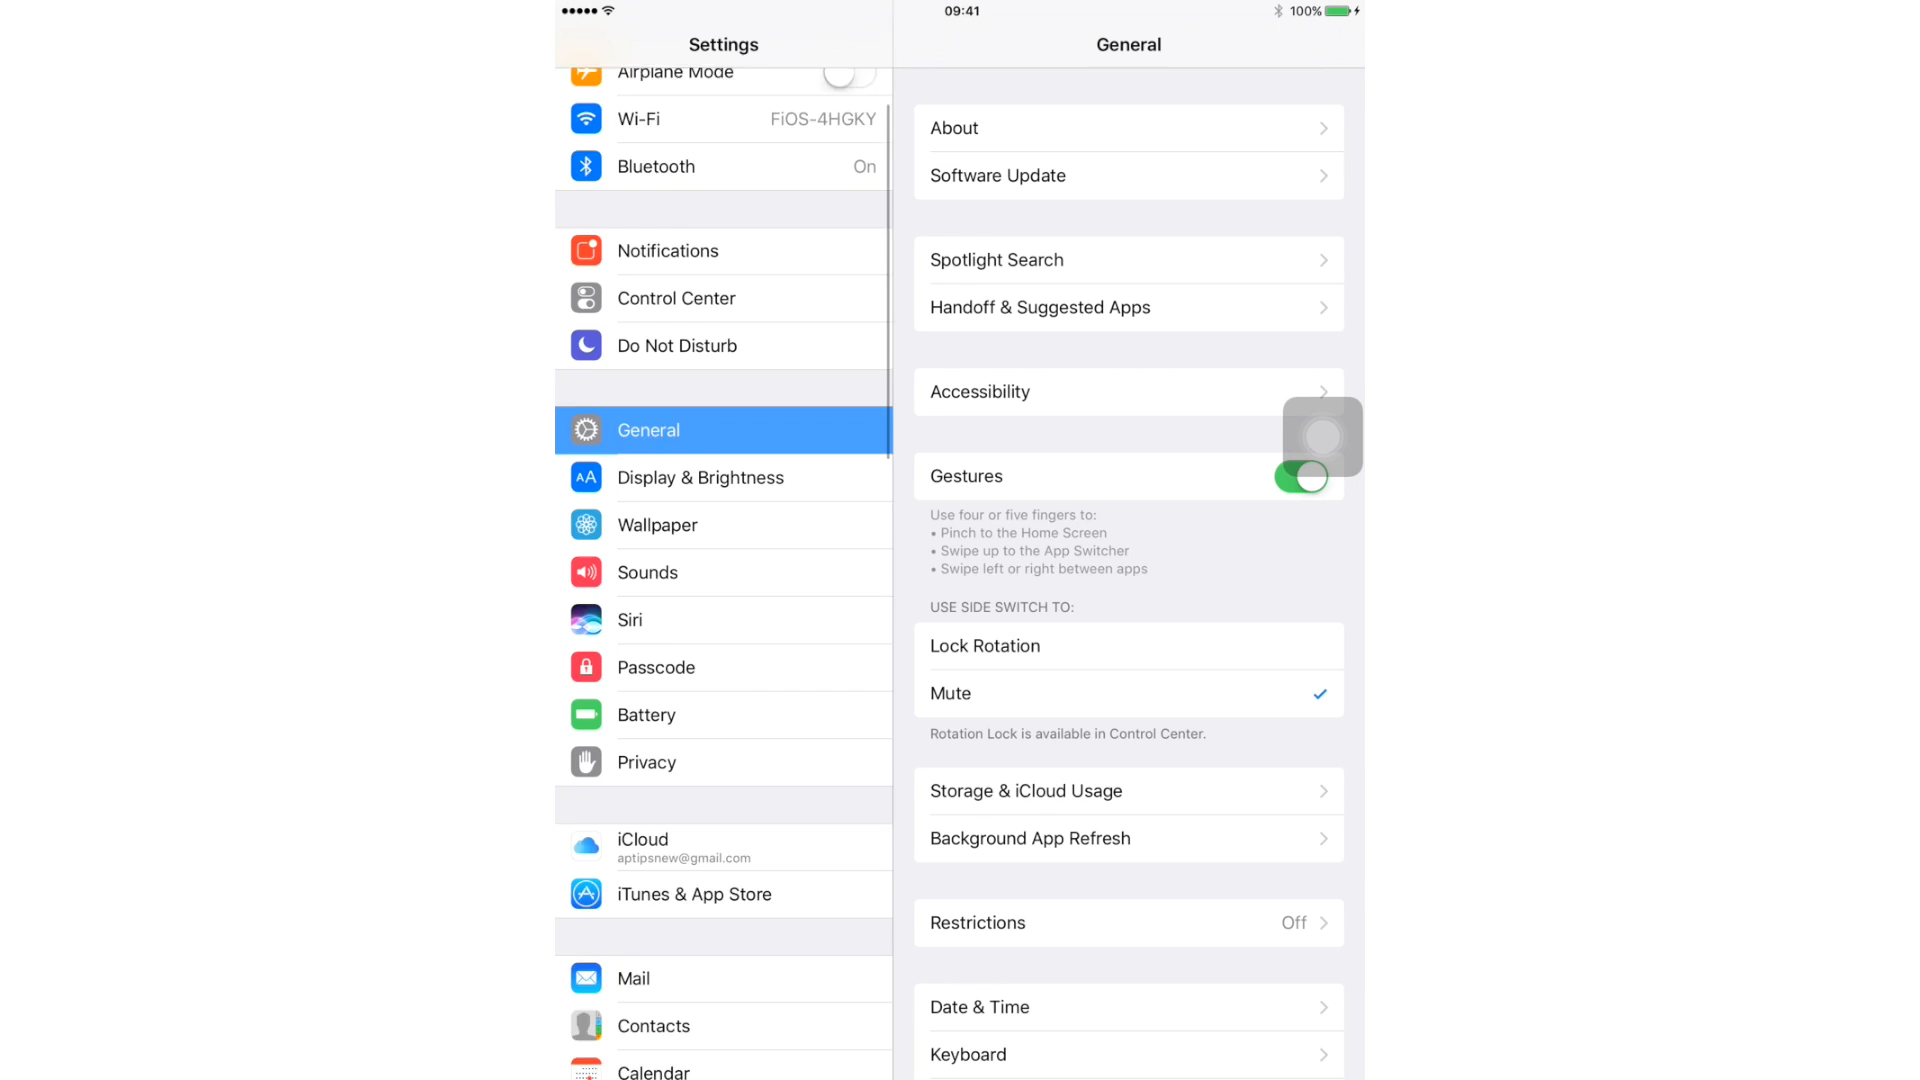 09:41
100%
Settings
General
Airplane Mode
Wi-Fi FiOS-4HGKY
Bluetooth On
Notifications
Control Center
Do Not Disturb
General
AA Display & Brightness
Wallpaper
Sounds
Siri
Passcode
Battery
Privacy
iCloud
aptipsnew@gmail.com
iTunes & App Store
Mail
Contacts
Calendar
About
Software Update
Spotlight Search
Handoff & Suggested Apps
Accessibility
Gestures
Use four or five fingers to:
• Pinch to the Home Screen
• Swipe up to the App Switcher
• Swipe left or right between apps
USE SIDE SWITCH TO:
Lock Rotation
Mute
Rotation Lock is available in Control Center.
Storage & iCloud Usage
Background App Refresh
Restrictions Off
Date & Time
Keyboard